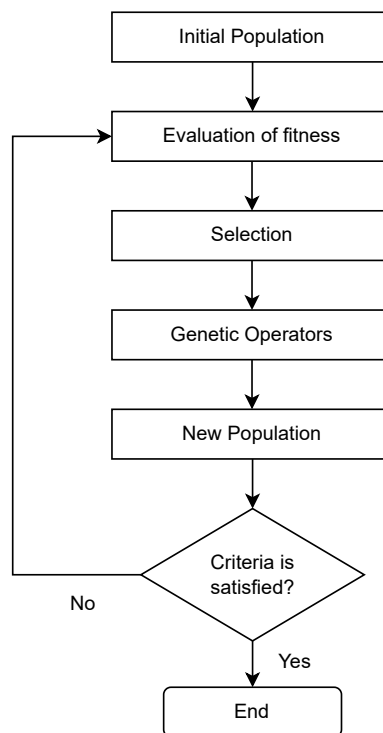 Initial Population
Evaluation of fitness
Selection
Genetic Operators
New Population
Criteria is
satisfied?
No
Yes
End